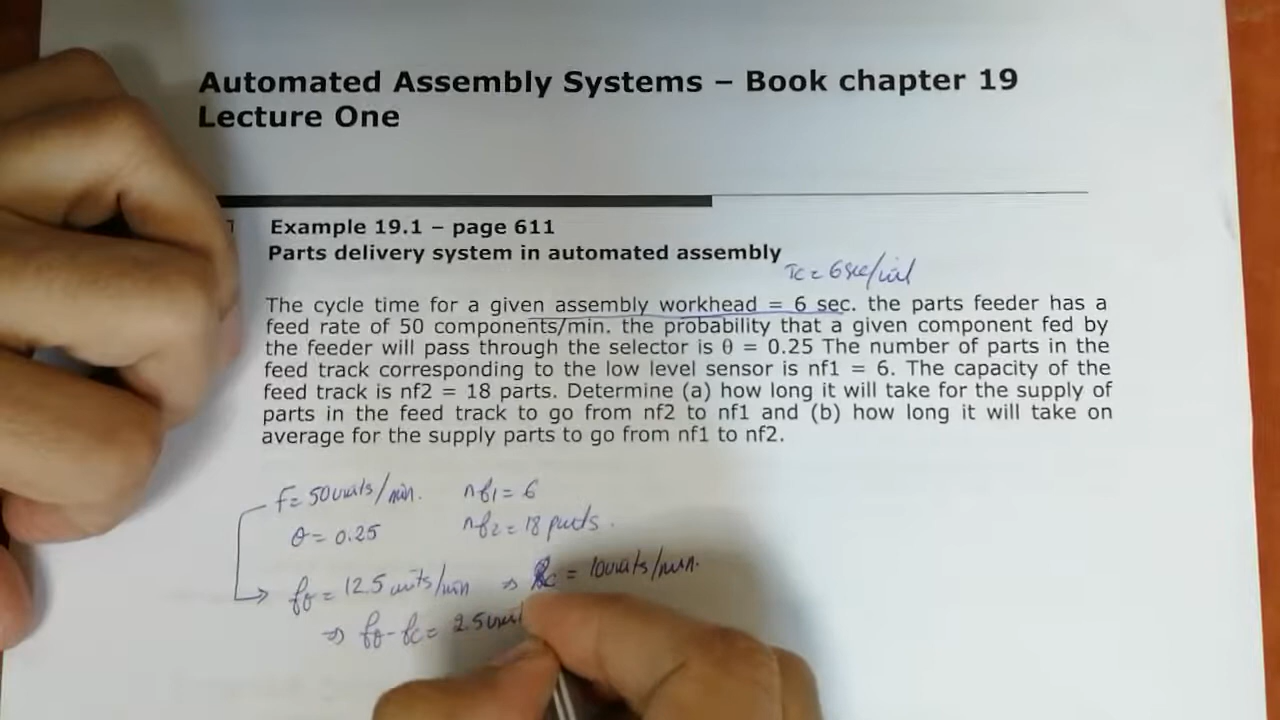 Automated Assembly Systems – Book chapter 19
Lecture One
Example 19.1 – page 611
Parts delivery system in automated assembly
Tc = 6sec/unit
The cycle time for a given assembly workhead = 6 sec. the parts feeder has a
feed rate of 50 components/min. the probability that a given component fed by
the feeder will pass through the selector is θ = 0.25 The number of parts in the
feed track corresponding to the low level sensor is nf1 = 6. The capacity of the
feed track is nf2 = 18 parts. Determine (a) how long it will take for the supply of
parts in the feed track to go from nf2 to nf1 and (b) how long it will take on
average for the supply parts to go from nf1 to nf2.
f = 50units/min. nf1 = 6
θ = 0.25 nf2 = 18 parts.
fθ = 12.5 units/min ⇒ Rc = 10units/min.
⇒ fθ - fc = 2.5